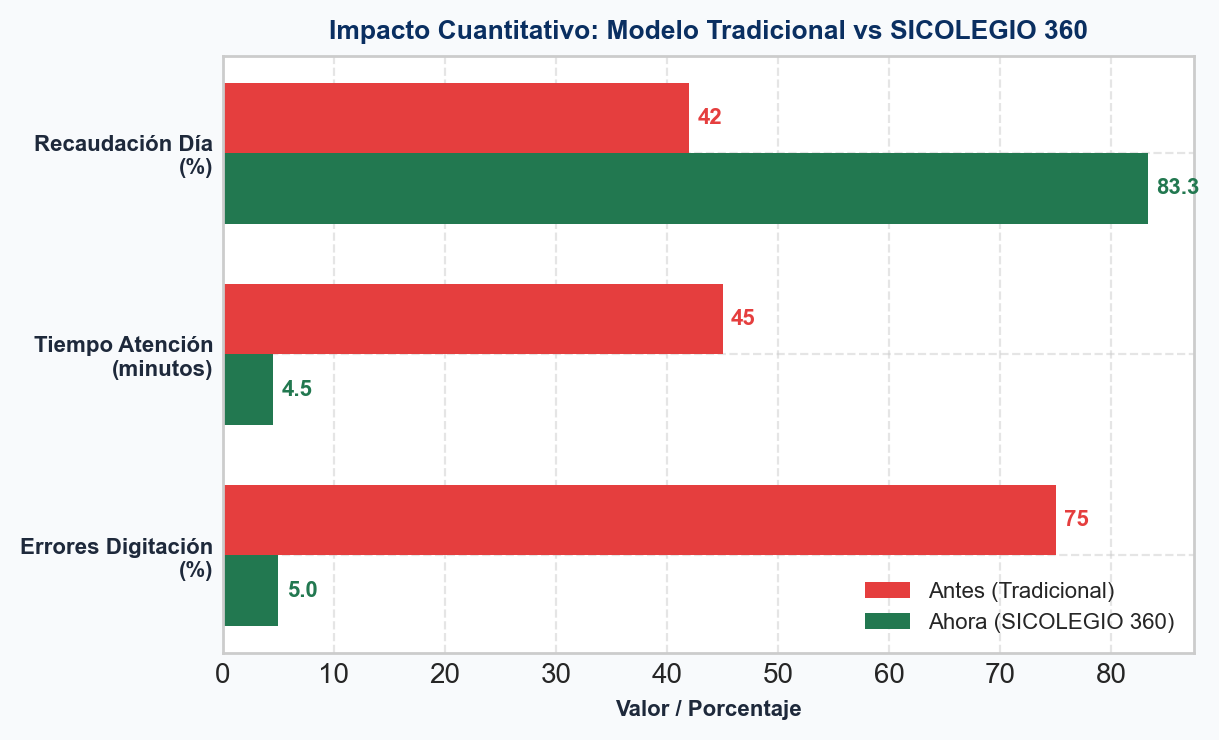 Impacto Cuantitativo: Modelo Tradicional vs SICOLEGIO 360
Recaudación Día
(%)
42
83.3
Tiempo Atención
(minutos)
45
4.5
Errores Digitación
(%)
75
5.0
Antes (Tradicional)
Ahora (SICOLEGIO 360)
0 10 20 30 40 50 60 70 80
Valor / Porcentaje